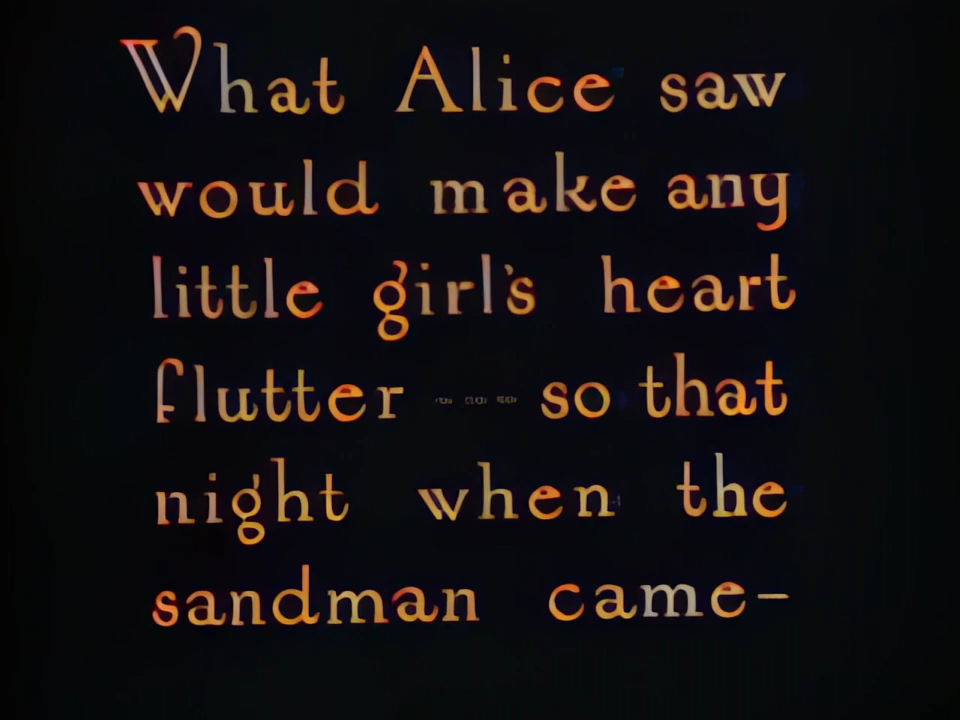 What Alice saw
would make any
little girl's heart
flutter --- so that
night when the
sandman came-